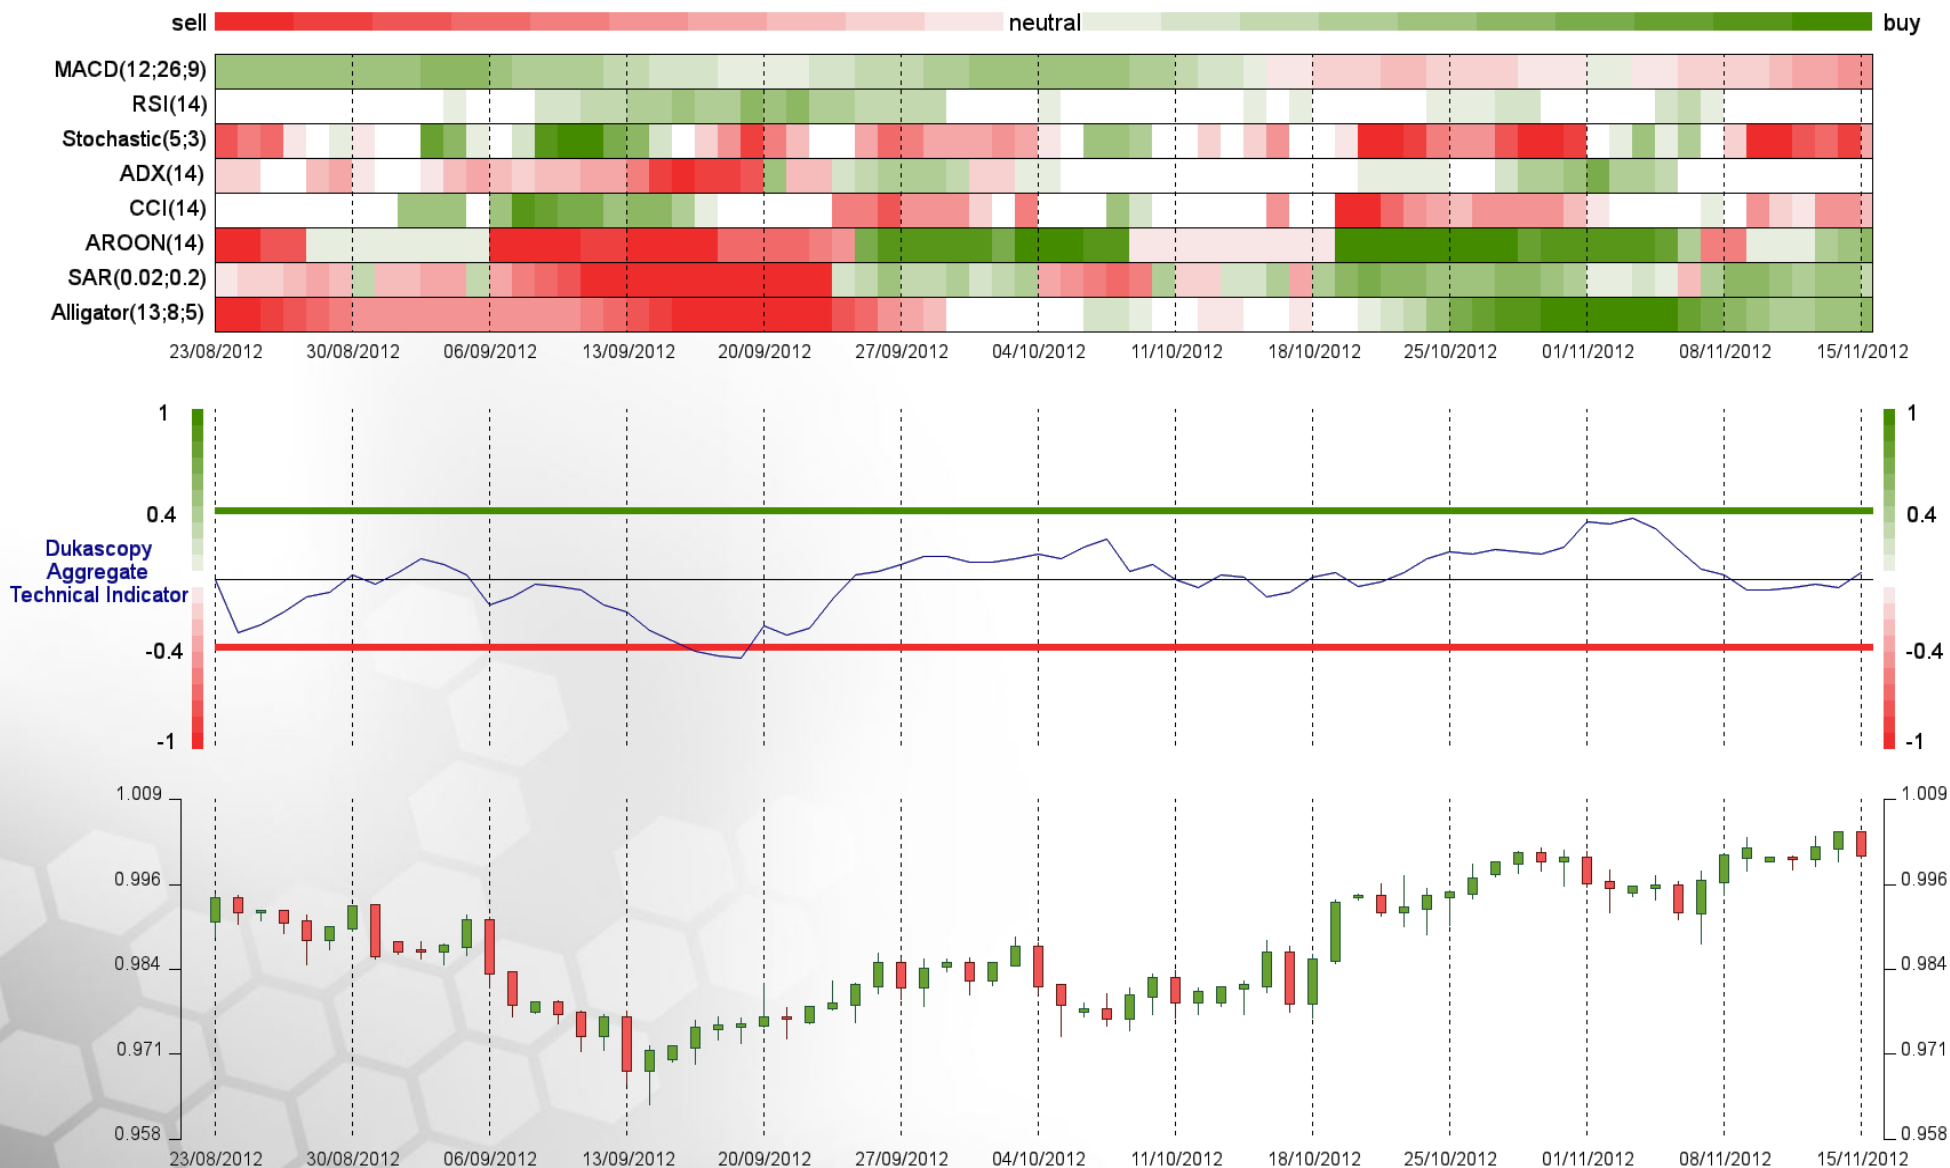 sell neutral buy
MACD(12;26;9)
RSI(14)
Stochastic(5;3)
ADX(14)
CCI(14)
AROON(14)
SAR(0.02;0.2)
Alligator(13;8;5)
23/08/2012 30/08/2012 06/09/2012 13/09/2012 20/09/2012 27/09/2012 04/10/2012 11/10/2012 18/10/2012 25/10/2012 01/11/2012 08/11/2012 15/11/2012
1 1
0.4 0.4
Dukascopy
Aggregate
Technical Indicator
-0.4 -0.4
-1 -1
1.009 1.009
0.996 0.996
0.984 0.984
0.971 0.971
0.958 0.958
23/08/2012 30/08/2012 06/09/2012 13/09/2012 20/09/2012 27/09/2012 04/10/2012 11/10/2012 18/10/2012 25/10/2012 01/11/2012 08/11/2012 15/11/2012